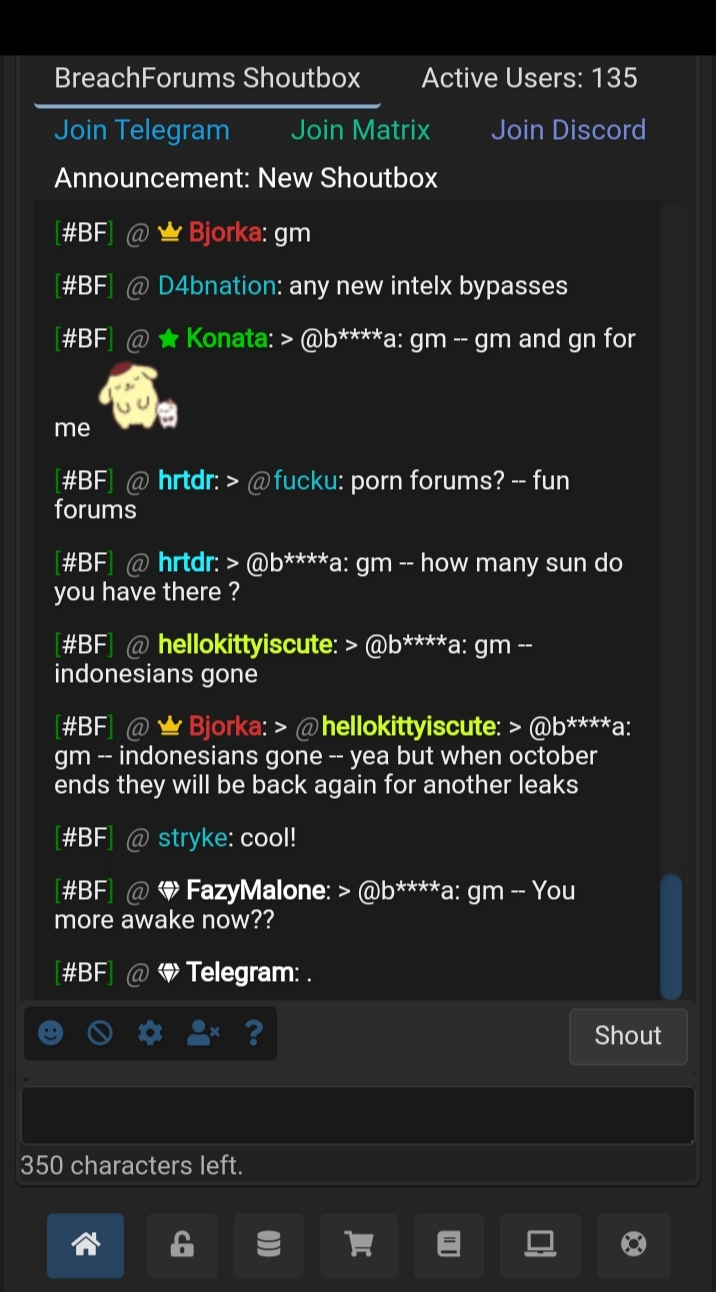 BreachForums Shoutbox Active Users: 135
Join Telegram Join Matrix Join Discord
Announcement: New Shoutbox
[#BF] @ Bjorka: gm
[#BF] @ D4bnation: any new intelx bypasses
[#BF] @ Konata: > @b****a: gm -- gm and gn for
me
[#BF] @ hrtdr: > @fucku: porn forums? -- fun
forums
[#BF] @ hrtdr: > @b****a: gm -- how many sun do
you have there ?
[#BF] @ hellokittyiscute: > @b****a: gm --
indonesians gone
[#BF] @ Bjorka: > @hellokittyiscute: > @b****a:
gm -- indonesians gone -- yea but when october
ends they will be back again for another leaks
[#BF] @ stryke: cool!
[#BF] @ FazyMalone: > @b****a: gm -- You
more awake now??
[#BF] @ Telegram: .
Shout
350 characters left.